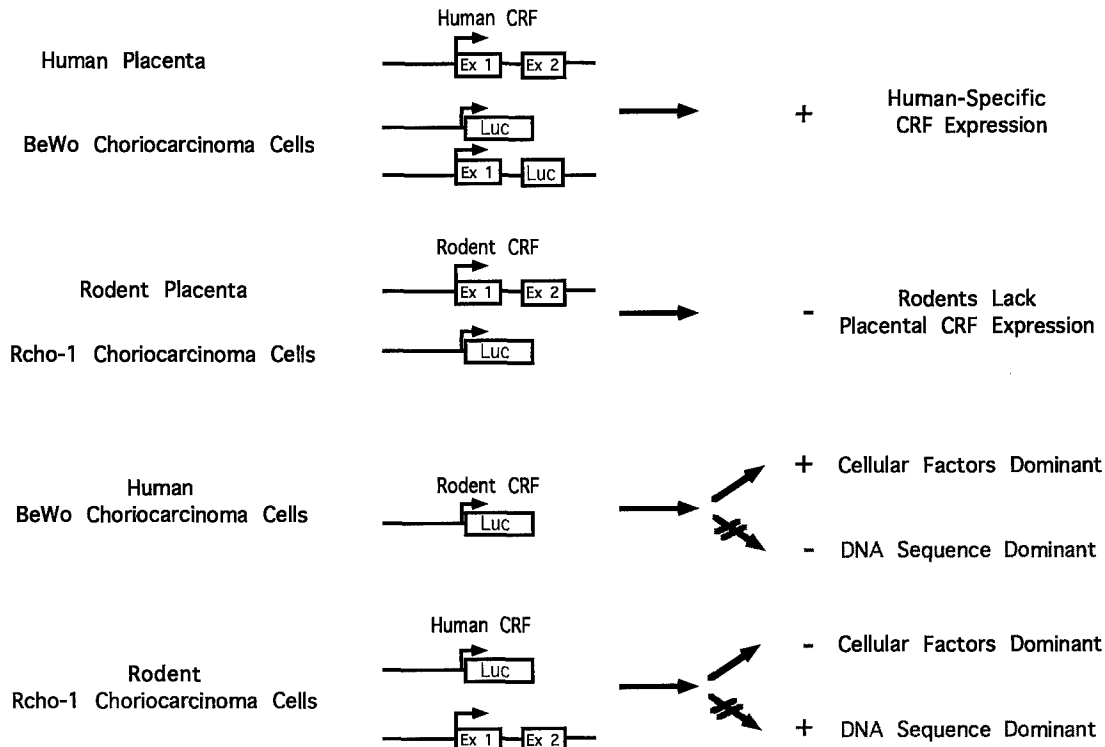 Human CRF
Human Placenta
Ex 1 Ex 2
Human-Specific
CRF Expression
+
BeWo Choriocarcinoma Cells
Luc
Ex 1 Luc
Rodent CRF
Rodent Placenta
Ex 1 Ex 2
-
Rodents Lack
Placental CRF Expression
Rcho-1 Choriocarcinoma Cells
Luc
Human
BeWo Choriocarcinoma Cells
Rodent CRF
Luc
+ Cellular Factors Dominant
- DNA Sequence Dominant
Rodent
Rcho-1 Choriocarcinoma Cells
Human CRF
Luc
Ex 1 Ex 2
- Cellular Factors Dominant
+ DNA Sequence Dominant